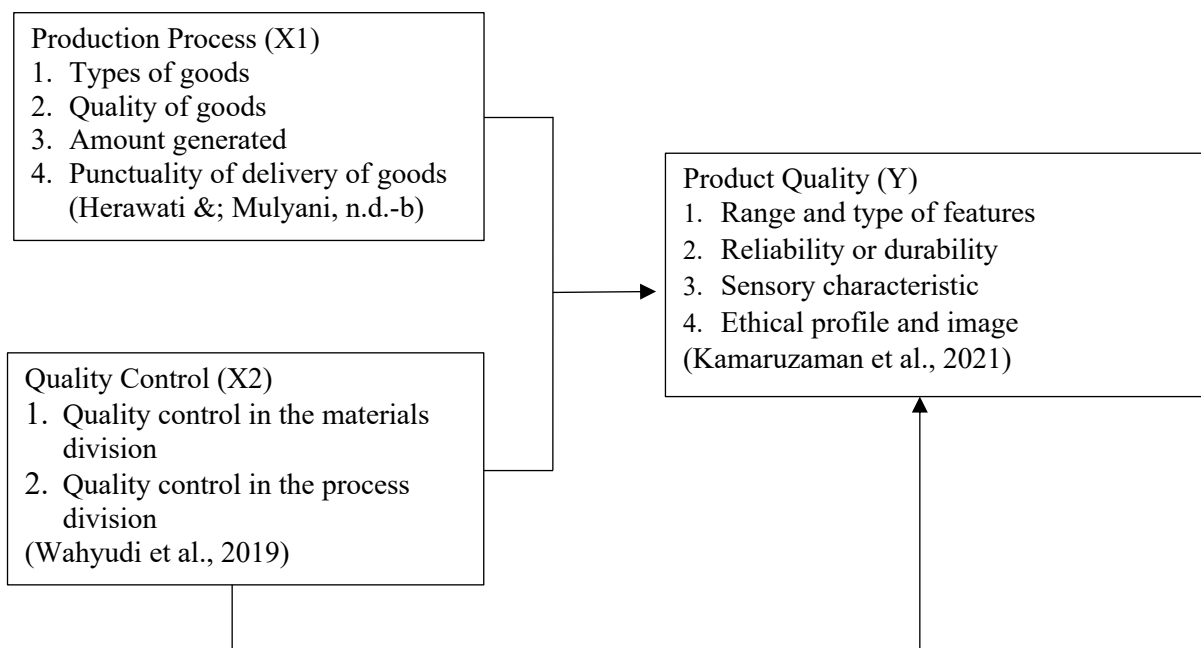 Production Process (X1)
1. Types of goods
2. Quality of goods
3. Amount generated
4. Punctuality of delivery of goods
(Herawati &; Mulyani, n.d.-b)
Product Quality (Y)
1. Range and type of features
2. Reliability or durability
3. Sensory characteristic
4. Ethical profile and image
(Kamaruzaman et al., 2021)
Quality Control (X2)
1. Quality control in the materials
division
2. Quality control in the process
division
(Wahyudi et al., 2019)